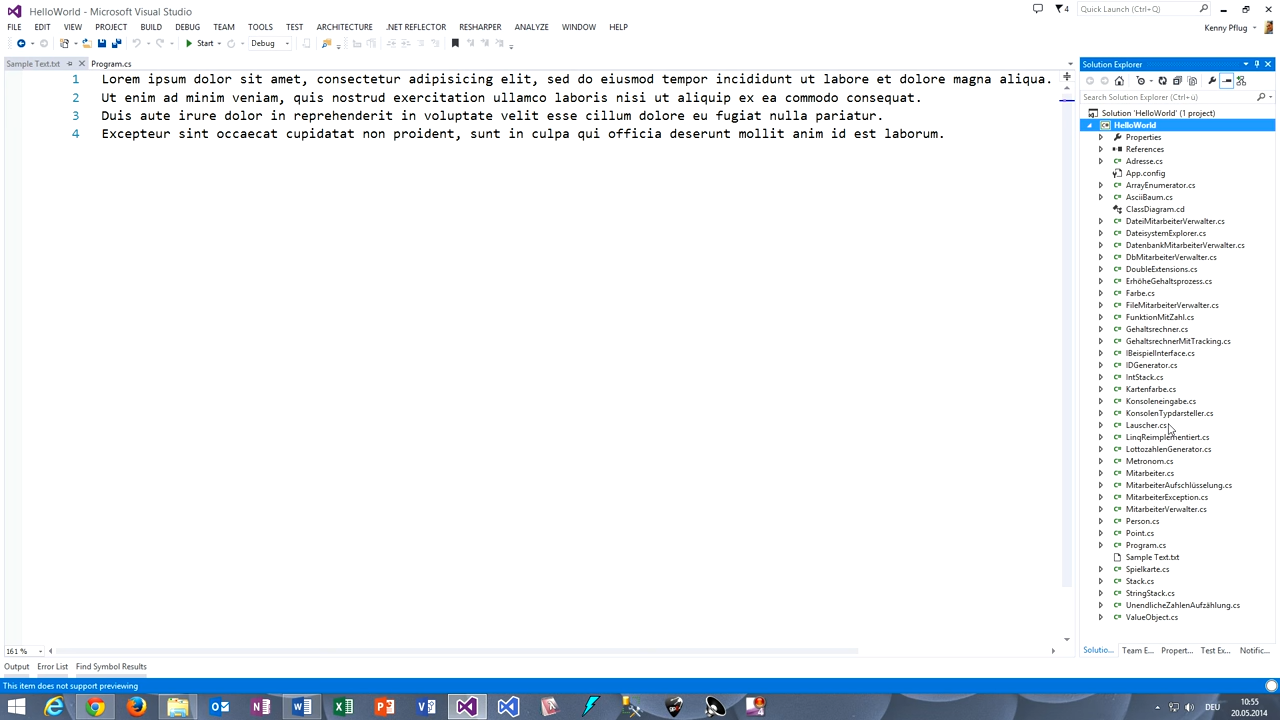 HelloWorld - Microsoft Visual Studio
4
Quick Launch (Ctrl+Q)
FILE EDIT VIEW PROJECT BUILD DEBUG TEAM TOOLS TEST ARCHITECTURE .NET REFLECTOR RESHARPER ANALYZE WINDOW HELP
Kenny Pflug
Start Debug
Sample Text.txt Program.cs
1 Lorem ipsum dolor sit amet, consectetur adipisicing elit, sed do eiusmod tempor incididunt ut labore et dolore magna aliqua.
2 Ut enim ad minim veniam, quis nostrud exercitation ullamco laboris nisi ut aliquip ex ea commodo consequat.
3 Duis aute irure dolor in reprehenderit in voluptate velit esse cillum dolore eu fugiat nulla pariatur.
4 Excepteur sint occaecat cupidatat non proident, sunt in culpa qui officia deserunt mollit anim id est laborum.
Solution Explorer
Search Solution Explorer (Ctrl+ü)
Solution 'HelloWorld' (1 project)
HelloWorld
Properties
References
Adresse.cs
App.config
ArrayEnumerator.cs
AsciiBaum.cs
ClassDiagram.cd
DateiMitarbeiterVerwalter.cs
DateisystemExplorer.cs
DatenbankMitarbeiterVerwalter.cs
DbMitarbeiterVerwalter.cs
DoubleExtensions.cs
ErhöheGehaltsprozess.cs
Farbe.cs
FileMitarbeiterVerwalter.cs
FunktionMitZahl.cs
Gehaltsrechner.cs
GehaltsrechnerMitTracking.cs
IBeispielInterface.cs
IDGenerator.cs
IntStack.cs
Kartenfarbe.cs
Konsoleneingabe.cs
KonsolenTypdarsteller.cs
Lauscher.cs
LinqReimplementiert.cs
LottozahlenGenerator.cs
Metronom.cs
Mitarbeiter.cs
MitarbeiterAufschlüsselung.cs
MitarbeiterException.cs
MitarbeiterVerwalter.cs
Person.cs
Point.cs
Program.cs
Sample Text.txt
Spielkarte.cs
Stack.cs
StringStack.cs
UnendlicheZahlenAufzählung.cs
ValueObject.cs
161 %
Solutio... Team E... Propert... Test Ex... Notific...
Output Error List Find Symbol Results
This item does not support previewing
DEU
10:55
20.05.2014